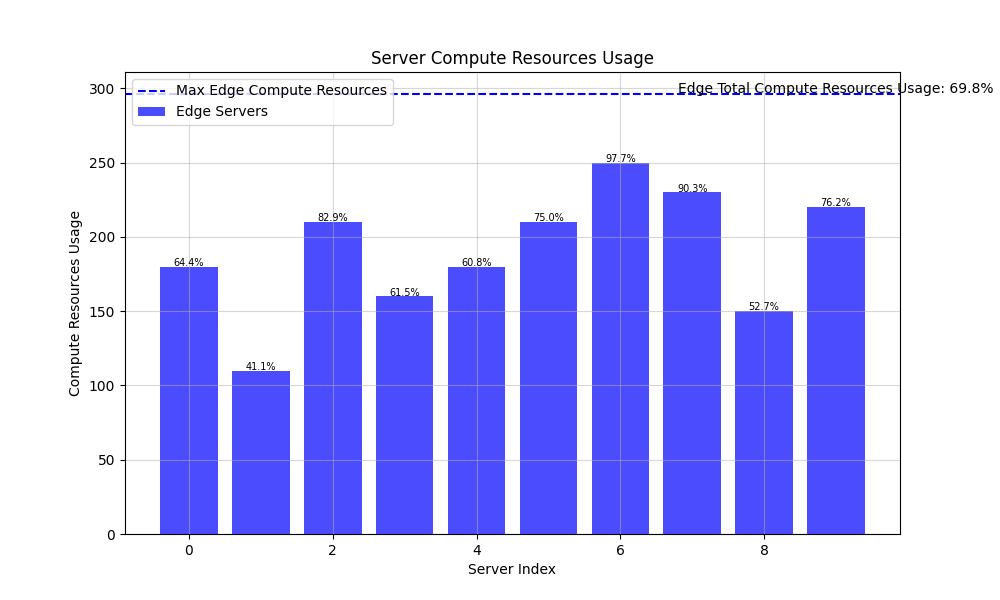 Server Compute Resources Usage
Max Edge Compute Resources
Edge Servers
Edge Total Compute Resources Usage: 69.8%
Compute Resources Usage
300
250
200
150
100
50
0
64.4%
41.1%
82.9%
61.5%
60.8%
75.0%
97.7%
90.3%
52.7%
76.2%
0 2 4 6 8
Server Index